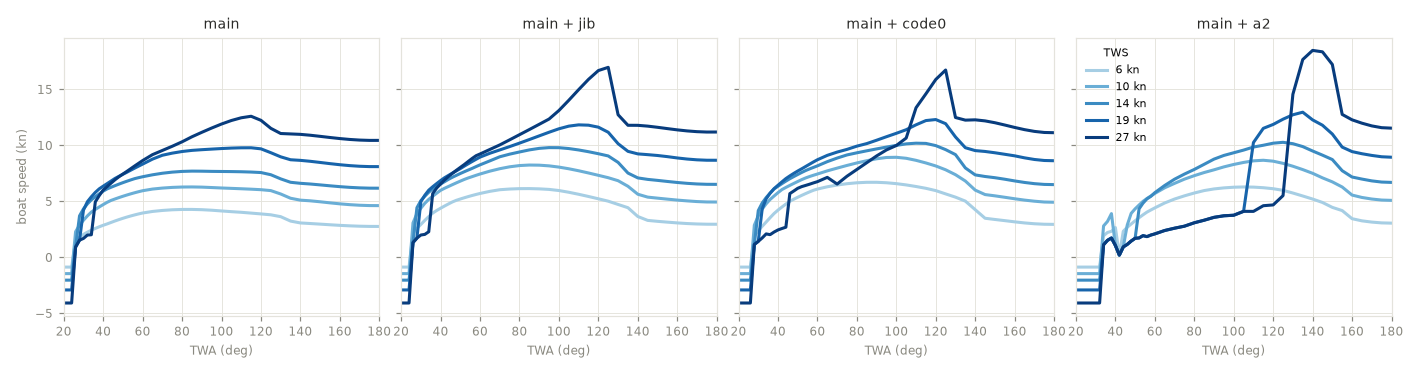 main
main + jib
main + code0
main + a2
TWS
6 kn
10 kn
14 kn
19 kn
27 kn
boat speed (kn)
15
10
5
0
−5
20 40 60 80 100 120 140 160 180
20 40 60 80 100 120 140 160 180
20 40 60 80 100 120 140 160 180
20 40 60 80 100 120 140 160 180
TWA (deg)
TWA (deg)
TWA (deg)
TWA (deg)